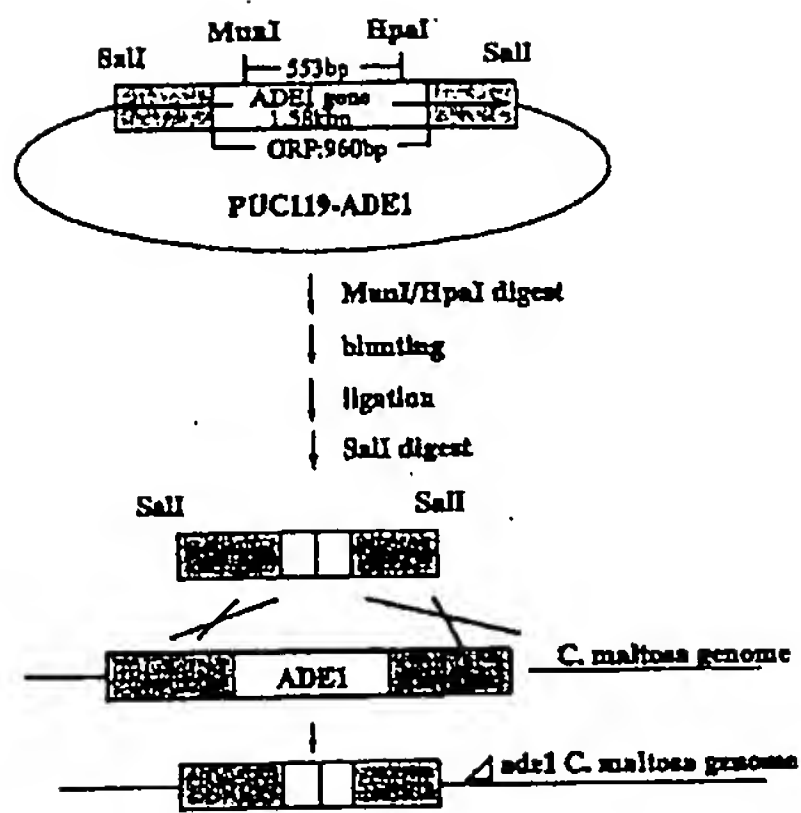 MunI HpaI
SalI SalI
553bp
ADE1 gene
1.58kbp
ORF:960bp
PUC119-ADE1
MunI/HpaI digest
blunting
ligation
SalI digest
SalI SalI
C. maltosa genome
ADE1
ade1 C. maltosa genome